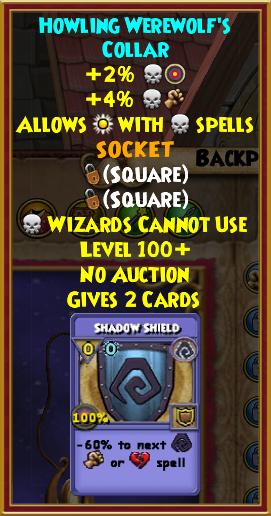 Howling Werewolf's
Collar
+2%
+4%
Allows with spells
SOCKET
(Square)
(Square)
Wizards Cannot Use
Level 100+
No Auction
Gives 2 Cards
BACKP
SHADOW SHIELD
0 0
100%
-60% to next
or spell